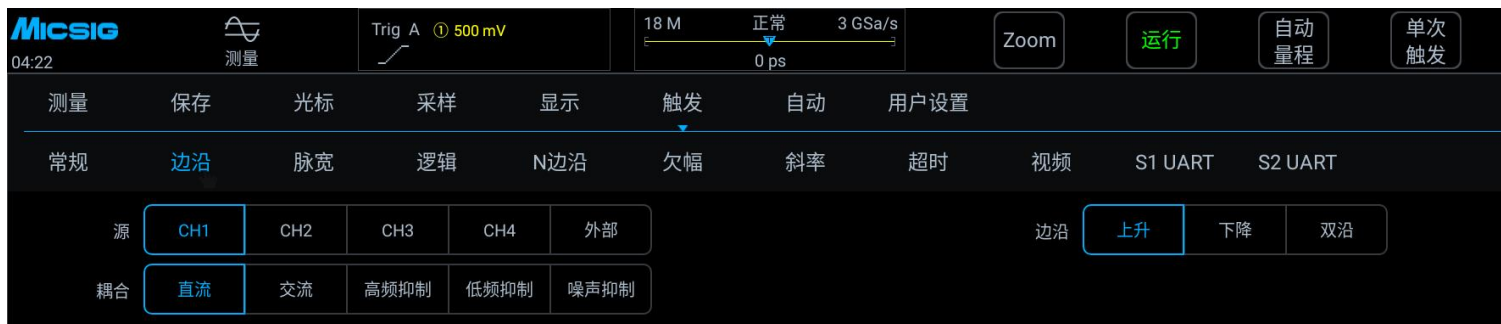 Micsig
04:22
测量
Trig A ① 500 mV
18 M 正常 3 GSa/s
T
0 ps
Zoom
运行
自动
量程
单次
触发
测量 保存 光标 采样 显示 触发 自动 用户设置
常规 边沿 脉宽 逻辑 N边沿 欠幅 斜率 超时 视频 S1 UART S2 UART
源 CH1 CH2 CH3 CH4 外部 边沿 上升 下降 双沿
耦合 直流 交流 高频抑制 低频抑制 噪声抑制